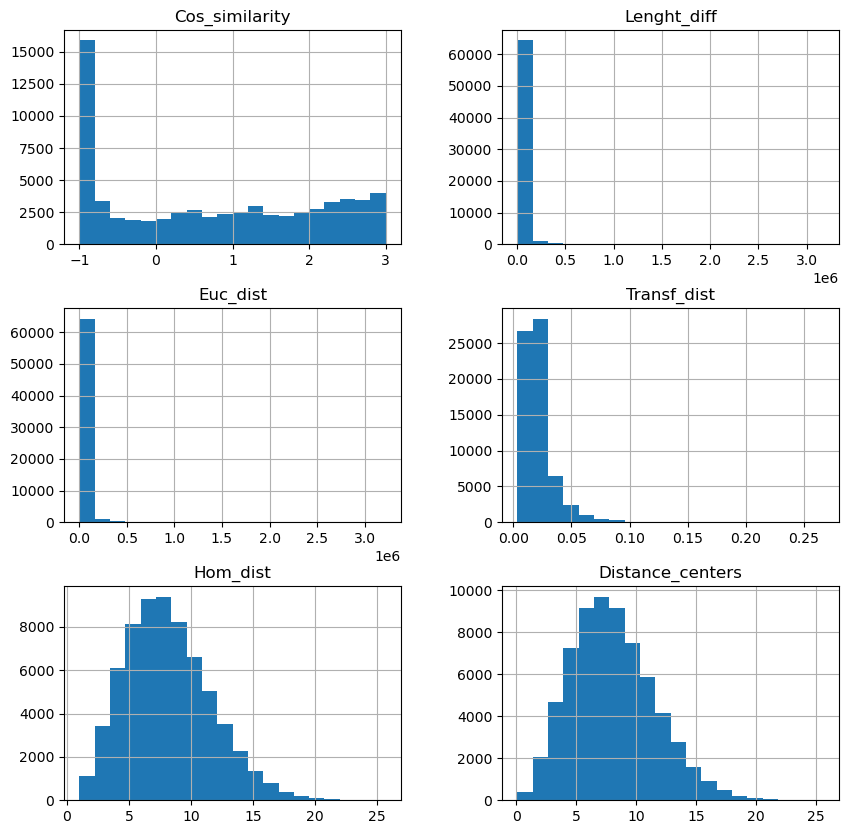 Cos_similarity
15000
12500
10000
7500
5000
2500
0
−1 0 1 2 3
Lenght_diff
60000
50000
40000
30000
20000
10000
0
0.0 0.5 1.0 1.5 2.0 2.5 3.0
1e6
Euc_dist
60000
50000
40000
30000
20000
10000
0
0.0 0.5 1.0 1.5 2.0 2.5 3.0
1e6
Transf_dist
25000
20000
15000
10000
5000
0
0.00 0.05 0.10 0.15 0.20 0.25
Hom_dist
8000
6000
4000
2000
0
0 5 10 15 20 25
Distance_centers
10000
8000
6000
4000
2000
0
0 5 10 15 20 25